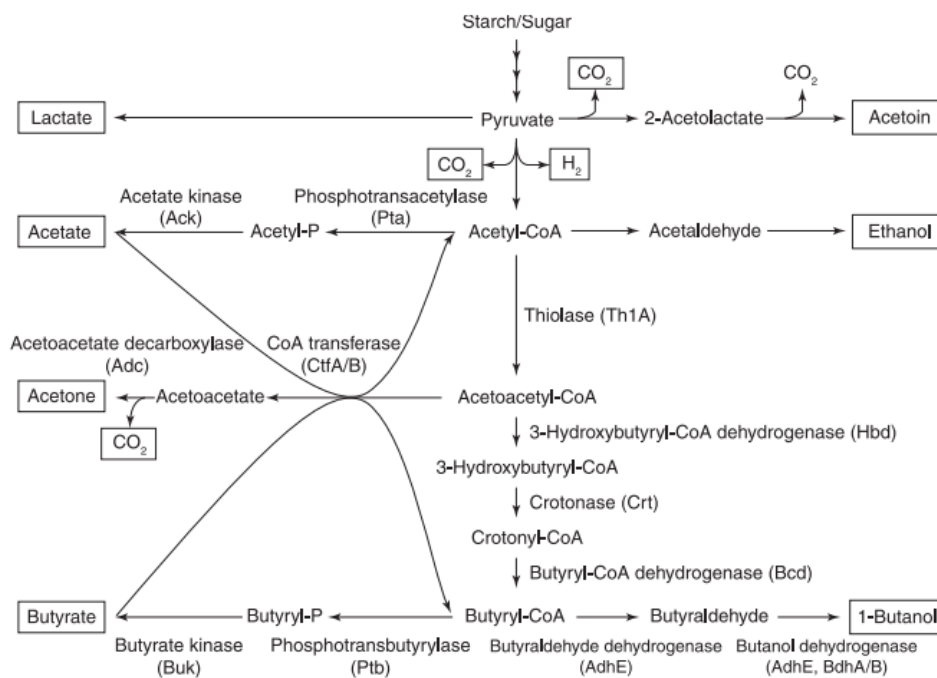 Starch/Sugar
CO2
CO2
Lactate
Pyruvate
2-Acetolactate
Acetoin
CO2
H2
Acetate kinase
(Ack)
Phosphotransacetylase
(Pta)
Acetate
Acetyl-P
Acetyl-CoA
Acetaldehyde
Ethanol
Thiolase (Th1A)
Acetoacetate decarboxylase
(Adc)
CoA transferase
(CtfA/B)
Acetone
Acetoacetate
Acetoacetyl-CoA
CO2
3-Hydroxybutyryl-CoA dehydrogenase (Hbd)
3-Hydroxybutyryl-CoA
Crotonase (Crt)
Crotonyl-CoA
Butyryl-CoA dehydrogenase (Bcd)
Butyrate
Butyryl-P
Butyryl-CoA
Butyraldehyde
1-Butanol
Butyrate kinase
(Buk)
Phosphotransbutyrylase
(Ptb)
Butyraldehyde dehydrogenase
(AdhE)
Butanol dehydrogenase
(AdhE, BdhA/B)